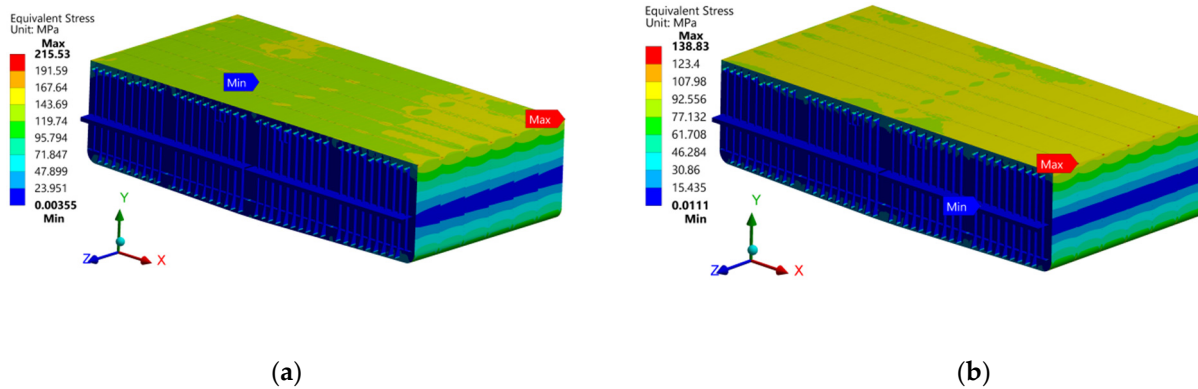 Equivalent Stress
Unit: MPa
Max
215.53
191.59
167.64
143.69
119.74
95.794
71.847
47.899
23.951
0.00355
Min
Min
Max
Y
Z
X
(a)
Equivalent Stress
Unit: MPa
Max
138.83
123.4
107.98
92.556
77.132
61.708
46.284
30.86
15.435
0.0111
Min
Max
Min
Y
Z
X
(b)